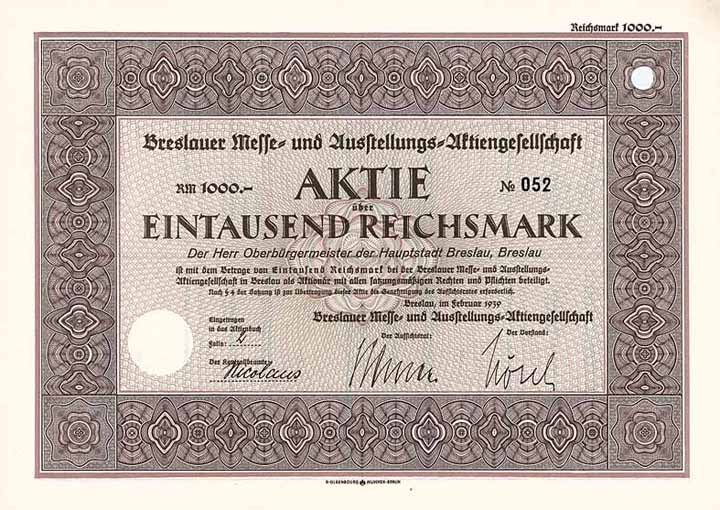 Reichsmark 1000.-
Breslauer Messe- und Ausstellungs-Aktiengesellschaft
RM 1000.- AKTIE № 052
über
EINTAUSEND REICHSMARK
Der Herr Oberbürgermeister der Hauptstadt Breslau, Breslau
ist mit dem Betrage von Eintausend Reichsmark bei der Breslauer Messe- und Ausstellungs-
Aktiengesellschaft in Breslau als Aktionär mit allen satzungsmäßigen Rechten und Pflichten beteiligt.
Nach § 4 der Satzung ist zur Übertragung dieser Aktie die Genehmigung des Aufsichtsrates erforderlich.
Breslau, im Februar 1939
Breslauer Messe- und Ausstellungs-Aktiengesellschaft
Eingetragen
in das Aktienbuch
Folio: 2
Der Kontrollbeamte:
Nicolaus
Der Aufsichtsrat:
Der Vorstand:
R·OLDENBOURG MÜNCHEN-BERLIN